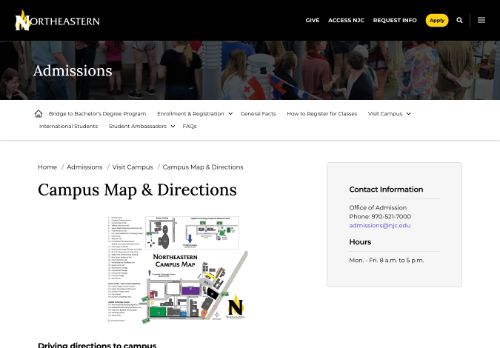 NORTHEASTERN
GIVE ACCESS NJC REQUEST INFO Apply
Admissions
Bridge to Bachelor's Degree Program Enrollment & Registration General Facts How to Register for Classes Visit Campus
International Students Student Ambassadors FAQs
Home / Admissions / Visit Campus / Campus Map & Directions
Campus Map & Directions
NORTHEASTERN
CAMPUS MAP
Contact Information
Office of Admission
Phone: 970-521-7000
admissions@njc.edu
Hours
Mon. - Fri. 8 a.m. to 5 p.m.
Driving directions to campus